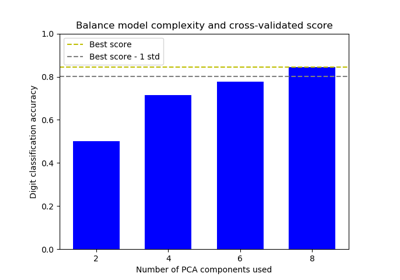 Balance model complexity and cross-validated score
Best score
Best score - 1 std
Digit classification accuracy
1.0
0.8
0.6
0.4
0.2
0.0
2 4 6 8
Number of PCA components used